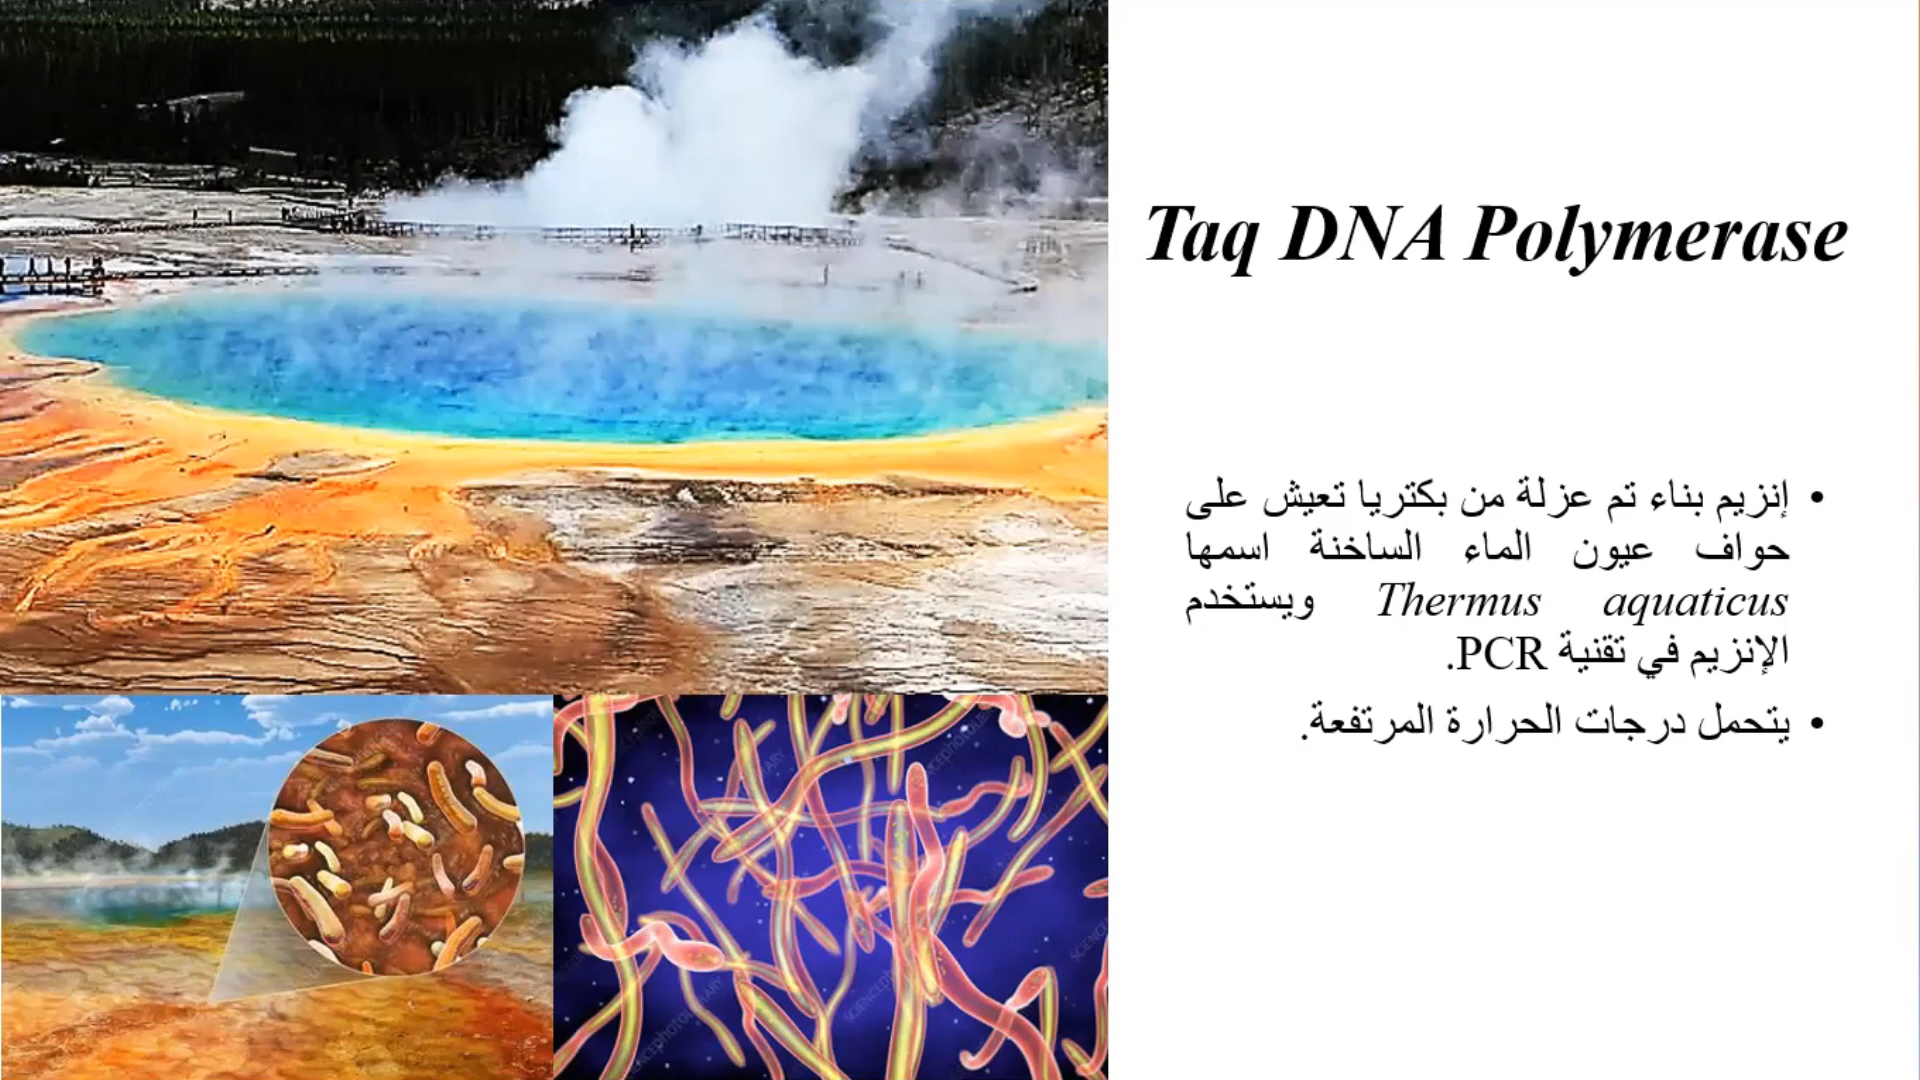 Taq DNA Polymerase
• إنزيم بناء تم عزلة من بكتريا تعيش على
حواف عيون الماء الساخنة اسمها
Thermus aquaticus ويستخدم
الإنزيم في تقنية PCR.
• يتحمل درجات الحرارة المرتفعة.